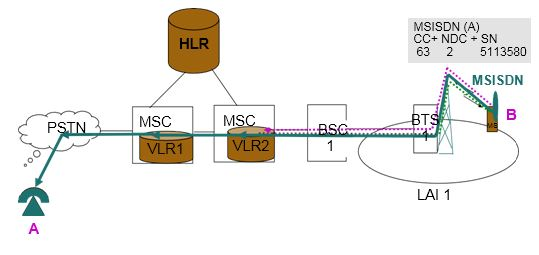 MSISDN (A)
CC+ NDC + SN
63 2 5113580
HLR
MSISDN
B
MS
PSTN
MSC
VLR1
MSC
VLR2
BSC
1
BTS
1
LAI 1
A